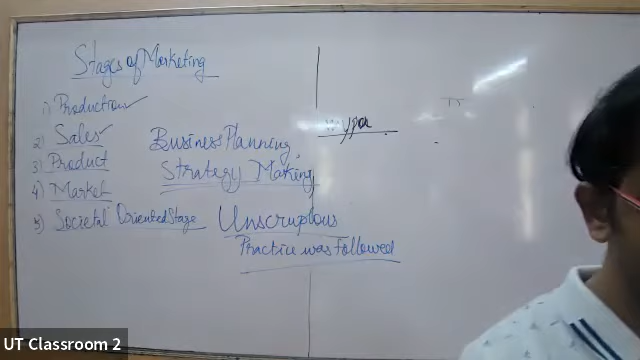 Stages of Marketing
1) Production ✓
2) Sales ✓
3) Product
4) Market
5) Societal Oriented Stage
Business Planning,
Strategy Making,
Unscruplous
Practice was followed
UT Classroom 2